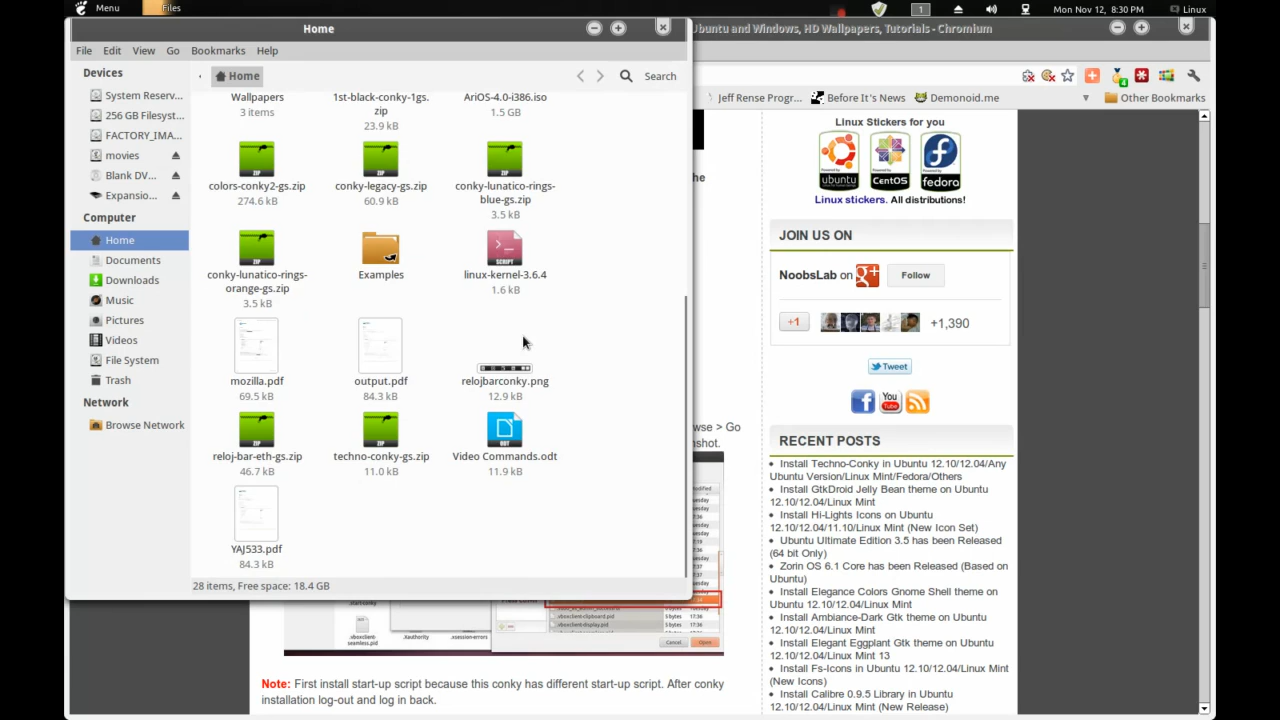 Menu
Files
1
Mon Nov 12, 8:30 PM
Linux
Home
Ubuntu and Windows, HD Wallpapers, Tutorials - Chromium
File Edit View Go Bookmarks Help
Devices
System Reserv...
256 GB Filesyst...
FACTORY_IMA...
movies
Blank DV...
Expansio...
Computer
Home
Documents
Downloads
Music
Pictures
Videos
File System
Trash
Network
Browse Network
Home
Search
Wallpapers
3 items
1st-black-conky-1gs.
zip
23.9 kB
AriOS-4.0-i386.iso
1.5 GB
colors-conky2-gs.zip
274.6 kB
conky-legacy-gs.zip
60.9 kB
conky-lunatico-rings-
blue-gs.zip
3.5 kB
conky-lunatico-rings-
orange-gs.zip
3.5 kB
Examples
SCRIPT
linux-kernel-3.6.4
1.6 kB
mozilla.pdf
69.5 kB
output.pdf
84.3 kB
relojbarconky.png
12.9 kB
reloj-bar-eth-gs.zip
46.7 kB
techno-conky-gs.zip
11.0 kB
Video Commands.odt
11.9 kB
YAJ533.pdf
84.3 kB
28 items, Free space: 18.4 GB
Jeff Rense Progr...
Before It's News
Demonoid.me
Other Bookmarks
Linux Stickers for you
ubuntu
CentOS
fedora
Linux stickers. All distributions!
JOIN US ON
NoobsLab on g+ Follow
+1
+1,390
Tweet
RECENT POSTS
Install Techno-Conky in Ubuntu 12.10/12.04/Any
Ubuntu Version/Linux Mint/Fedora/Others
Install GtkDroid Jelly Bean theme on Ubuntu
12.10/12.04/Linux Mint
Install Hi-Lights Icons on Ubuntu
12.10/12.04/11.10/Linux Mint (New Icon Set)
Ubuntu Ultimate Edition 3.5 has been Released
(64 bit Only)
Zorin OS 6.1 Core has been Released (Based on
Ubuntu)
Install Elegance Colors Gnome Shell theme on
Ubuntu 12.10/12.04/Linux Mint
Install Ambiance-Dark Gtk theme on Ubuntu
12.10/12.04/Linux Mint
Install Elegant Eggplant Gtk theme on Ubuntu
12.10/12.04/Linux Mint 13
Install Fs-Icons in Ubuntu 12.10/12.04/Linux Mint
(New Icons)
Install Calibre 0.9.5 Library in Ubuntu
12.10/12.04/Linux Mint (New Release)
wse > Go
Cancel Open
Note: First install start-up script because this conky has different start-up script. After conky
installation log-out and log in back.